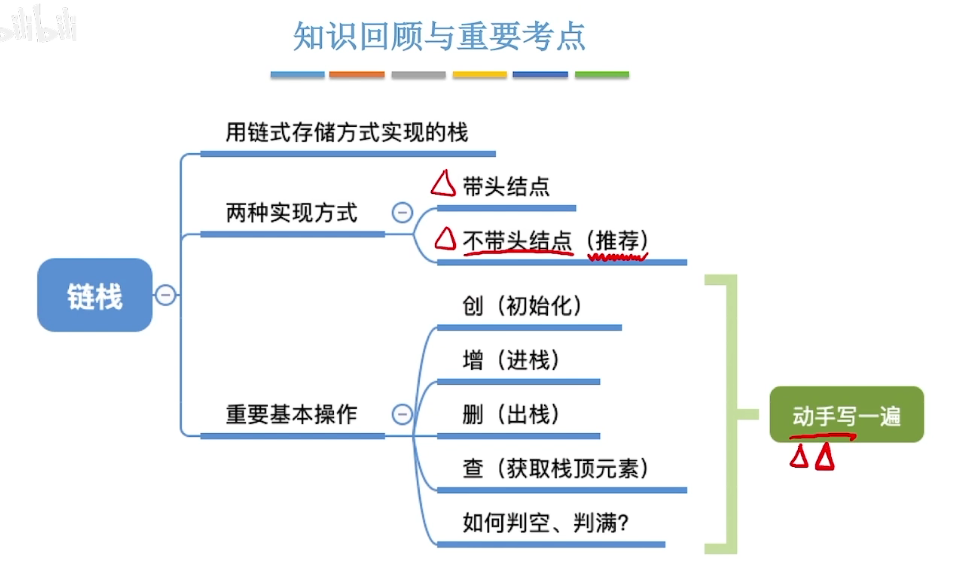 bilibili
知识回顾与重要考点
用链式存储方式实现的栈
带头结点
两种实现方式
不带头结点（推荐）
链栈
创（初始化）
增（进栈）
重要基本操作
删（出栈）
动手写一遍
查（获取栈顶元素）
如何判空、判满?